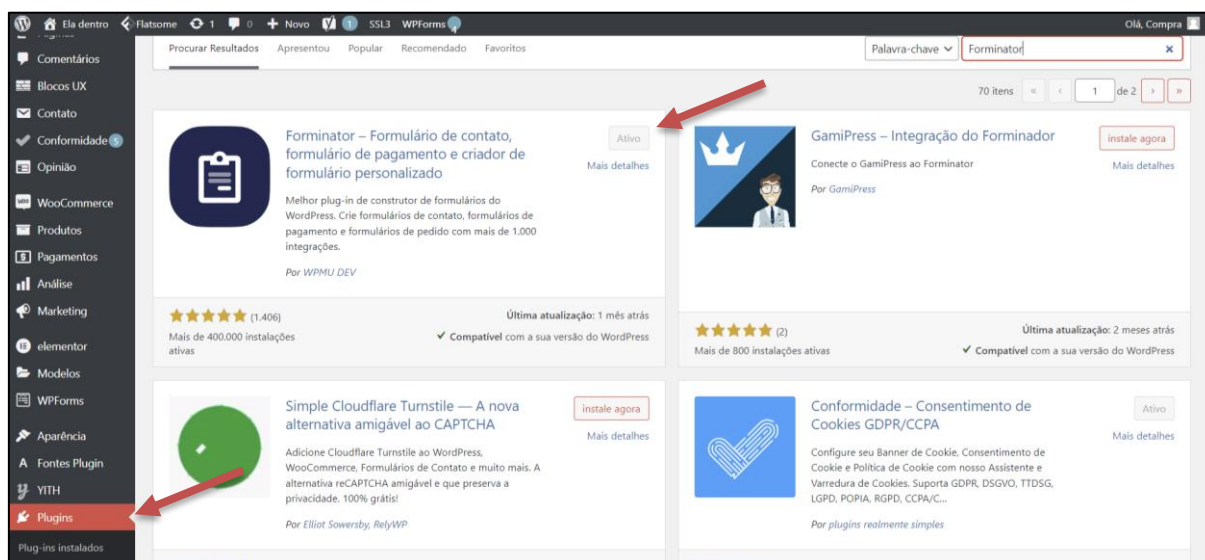 Ela dentro Flatsome 1 0 + Novo 1 SSL3 WPForms Olá, Compra
Comentários
Blocos UX
Contato
Conformidade 5
Opinião
WooCommerce
Produtos
Pagamentos
Análise
Marketing
elementor
Modelos
WPForms
Aparência
Fontes Plugin
YITH
Plugins
Plug-ins instalados
Procurar Resultados Apresentou Popular Recomendado Favoritos Palavra-chave Forminator ×
70 itens « ‹ 1 de 2 › »
Forminator – Formulário de contato,
formulário de pagamento e criador de
formulário personalizado
Ativo
Mais detalhes
Melhor plug-in de construtor de formulários do
WordPress. Crie formulários de contato, formulários de
pagamento e formulários de pedido com mais de 1.000
integrações.
Por WPMU DEV
(1.406)
Mais de 400.000 instalações
ativas
Última atualização: 1 mês atrás
Compatível com a sua versão do WordPress
GamiPress – Integração do Forminador
instale agora
Mais detalhes
Conecte o GamiPress ao Forminator
Por GamiPress
(2)
Mais de 800 instalações ativas
Última atualização: 2 meses atrás
Compatível com a sua versão do WordPress
Simple Cloudflare Turnstile — A nova
alternativa amigável ao CAPTCHA
instale agora
Mais detalhes
Adicione Cloudflare Turnstile ao WordPress,
WooCommerce, Formulários de Contato e muito mais. A
alternativa reCAPTCHA amigável e que preserva a
privacidade. 100% grátis!
Por Elliot Sowersby, RelyWP
Conformidade – Consentimento de
Cookies GDPR/CCPA
Ativo
Mais detalhes
Configure seu Banner de Cookie, Consentimento de
Cookie e Política de Cookie com nosso Assistente e
Varredura de Cookies. Suporta GDPR, DSGVO, TTDSG,
LGPD, POPIA, RGPD, CCPA/C...
Por plugins realmente simples